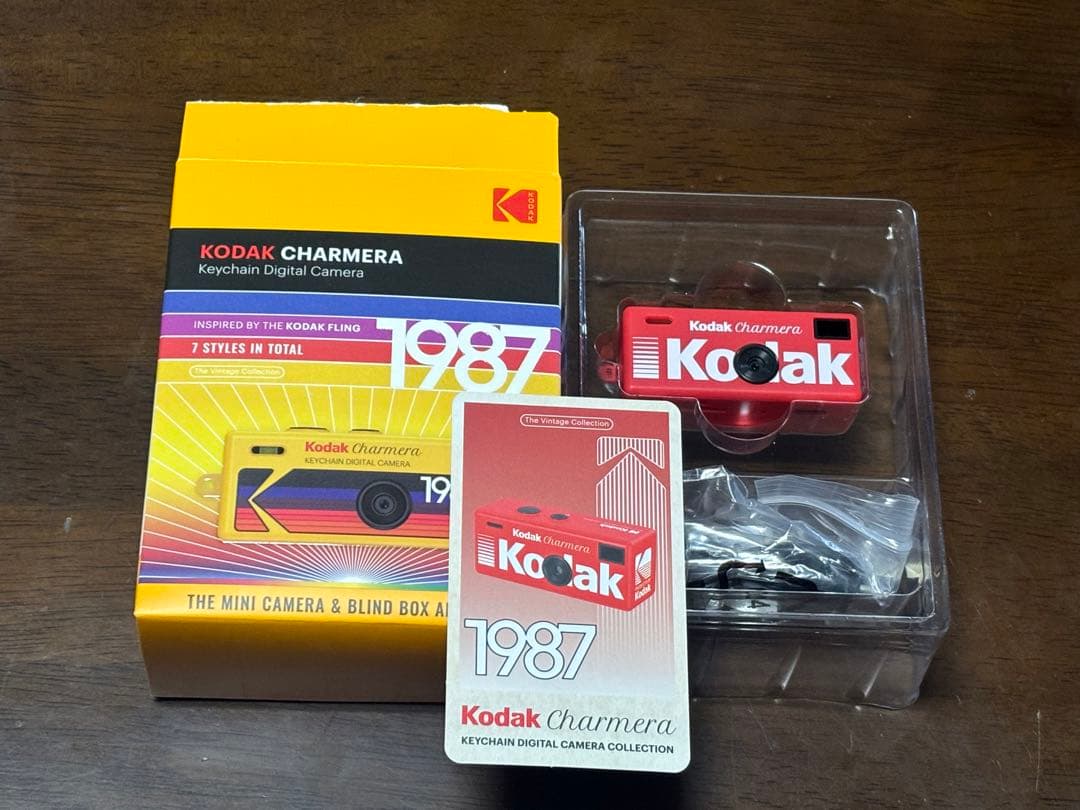 KODAK
KODAK CHARMERA
Keychain Digital Camera
INSPIRED BY THE KODAK FLING
1987
7 STYLES IN TOTAL
The Vintage Collection
Kodak Charmera
KEYCHAIN DIGITAL CAMERA
19
THE MINI CAMERA & BLIND BOX
Kodak Charmera
Kodak
The Vintage Collection
Kodak Charmera
Kodak
Kodak
1987
Kodak Charmera
KEYCHAIN DIGITAL CAMERA COLLECTION